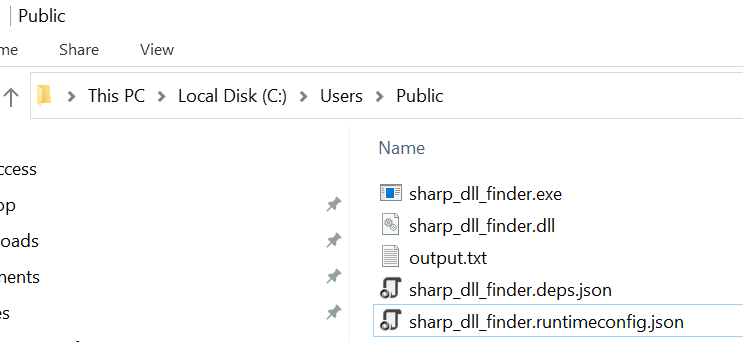 Public
me Share View
This PC Local Disk (C:) Users Public
Name
ccess
op
oads
ments
es
sharp_dll_finder.exe
sharp_dll_finder.dll
output.txt
sharp_dll_finder.deps.json
sharp_dll_finder.runtimeconfig.json